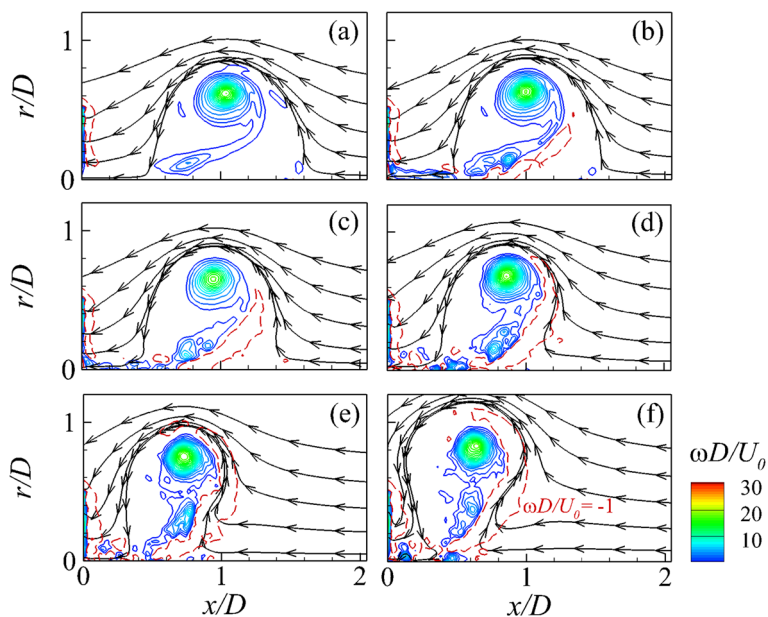 (a)
(b)
1
r/D
0
(c)
(d)
1
r/D
0
(e)
(f)
1
r/D
0
ωD/U₀= -1
0 1 2
0 1 2
x/D
x/D
ωD/U₀
30
20
10